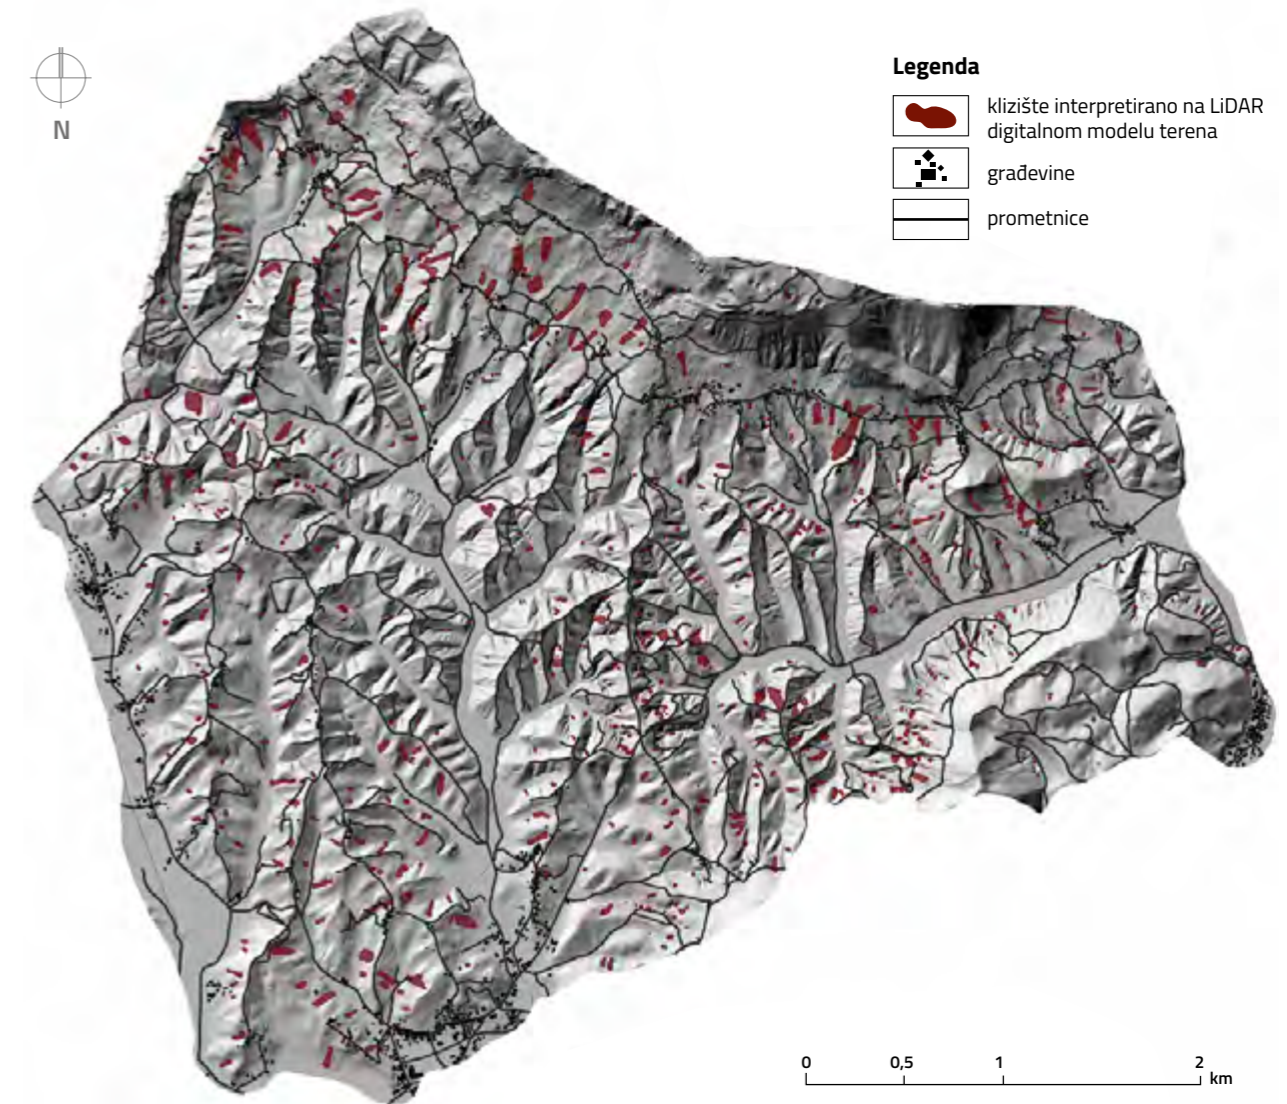 N
Legenda
klizište interpretirano na LiDAR
digitalnom modelu terena
građevine
prometnice
0 0,5 1 2
km